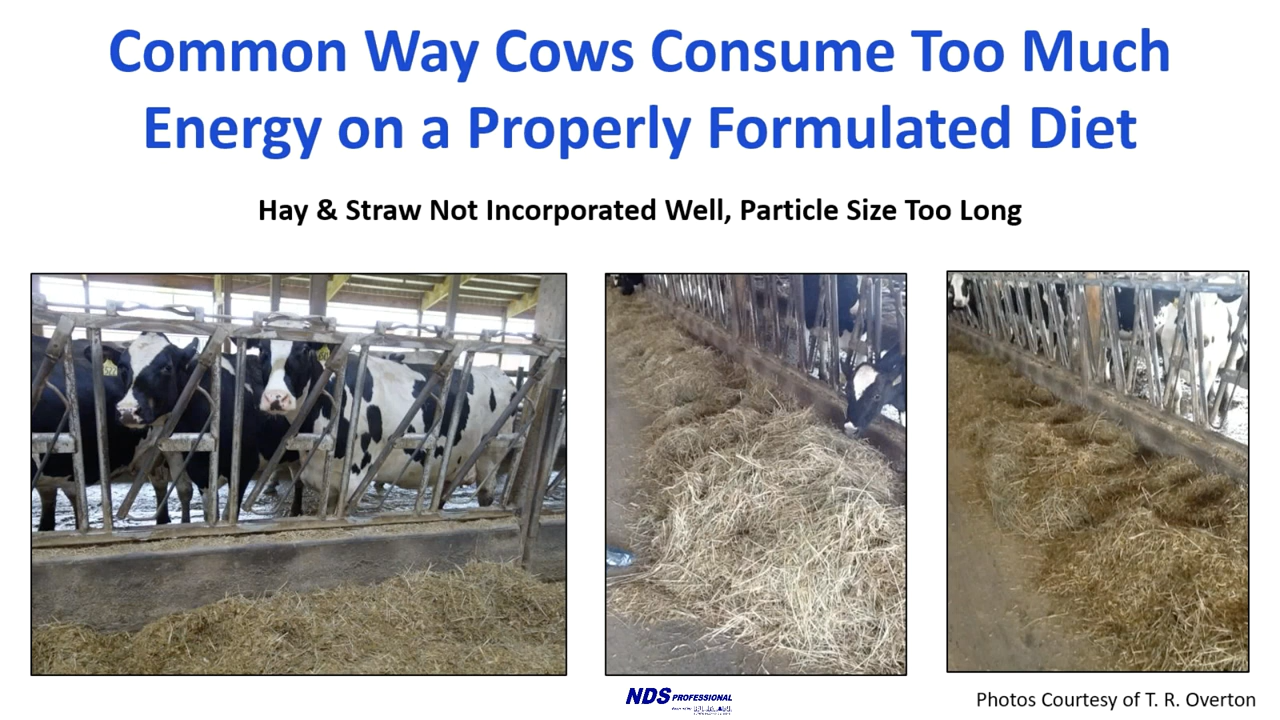 Common Way Cows Consume Too Much
Energy on a Properly Formulated Diet
Hay & Straw Not Incorporated Well, Particle Size Too Long
NDS PROFESSIONAL
Photos Courtesy of T. R. Overton